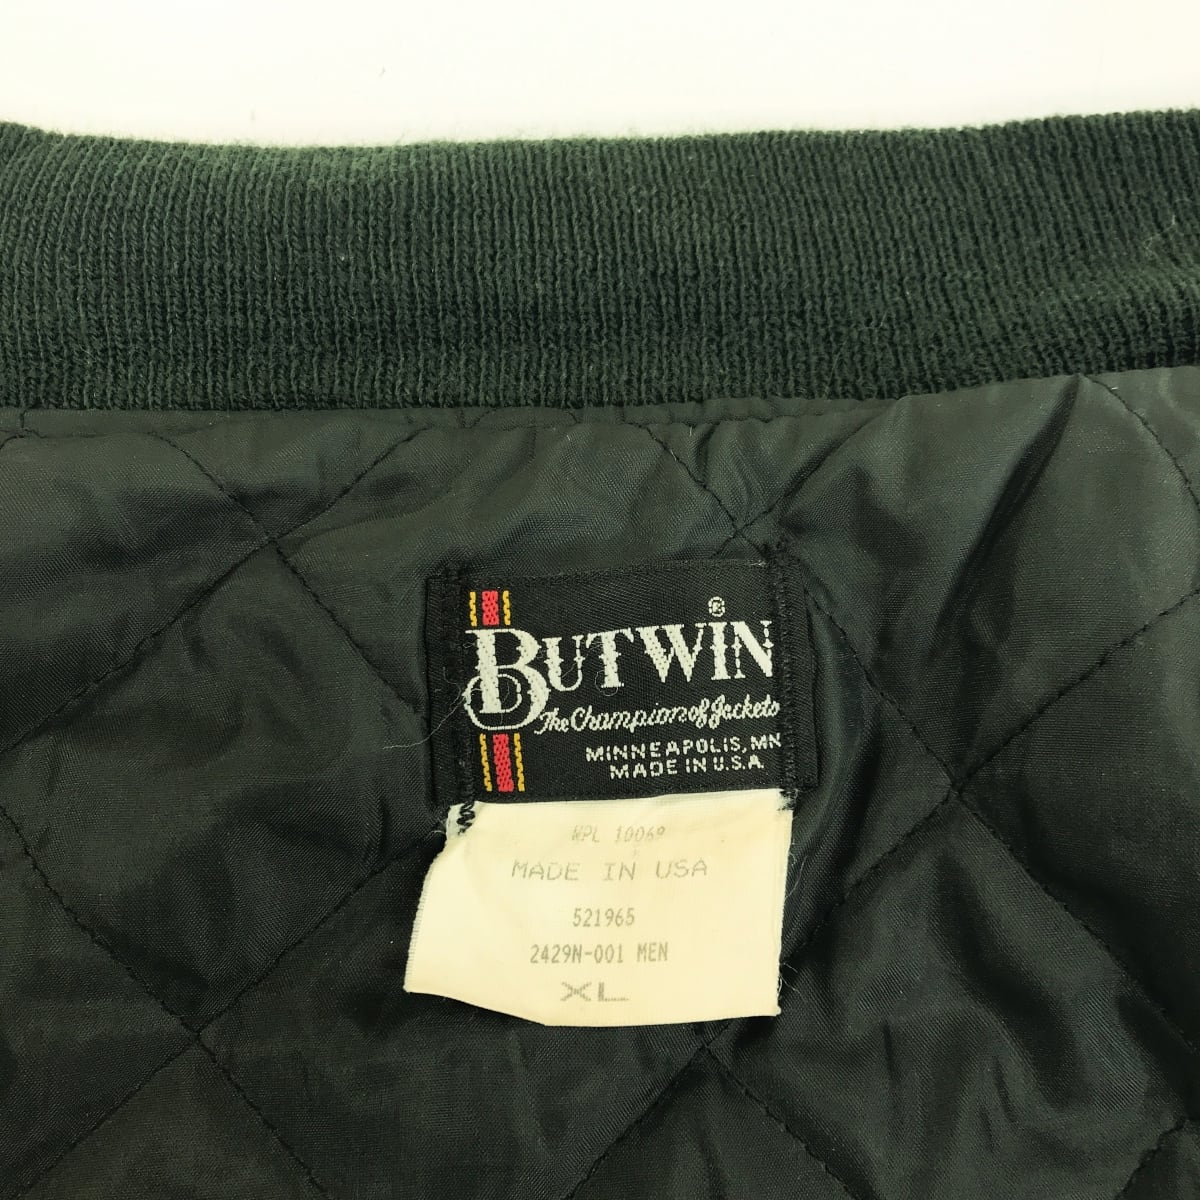 BUTWIN®
The Champion of Jackets
MINNEAPOLIS, MN
MADE IN U.S.A.
WPL 10069
MADE IN USA
521965
2429N-001 MEN
XL